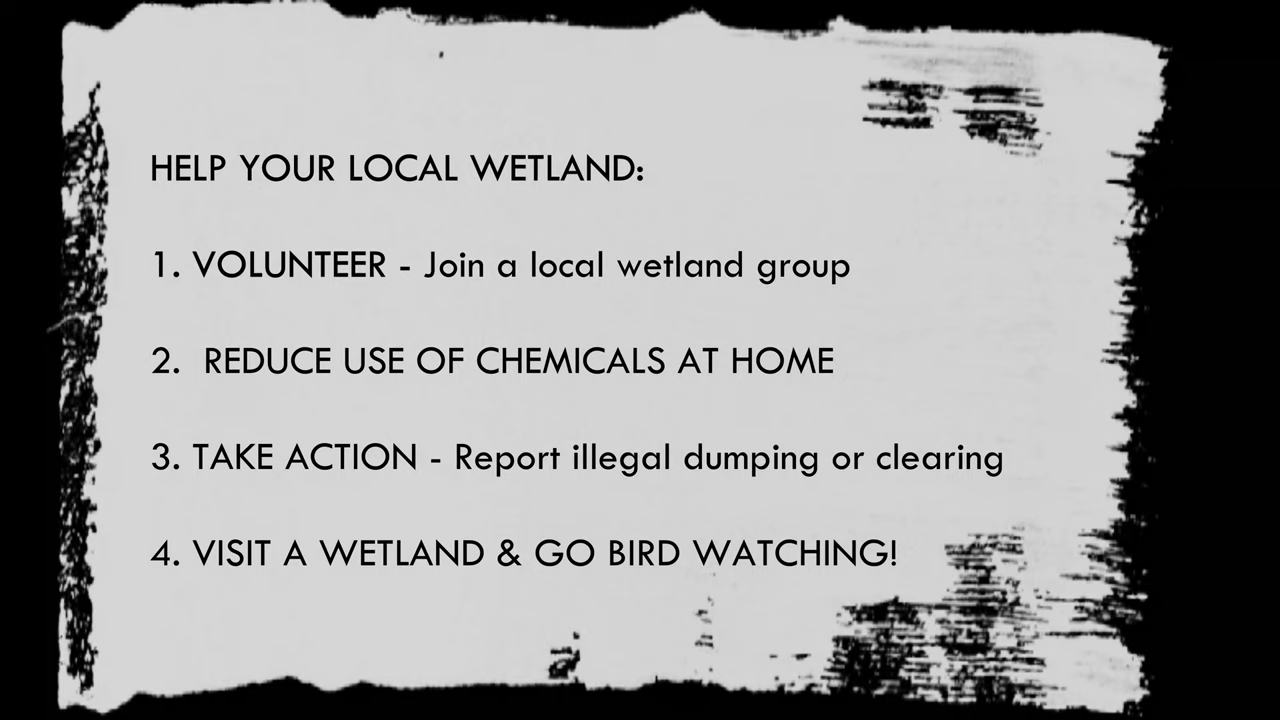 HELP YOUR LOCAL WETLAND:
1. VOLUNTEER - Join a local wetland group
2.  REDUCE USE OF CHEMICALS AT HOME
3. TAKE ACTION - Report illegal dumping or clearing
4. VISIT A WETLAND & GO BIRD WATCHING!